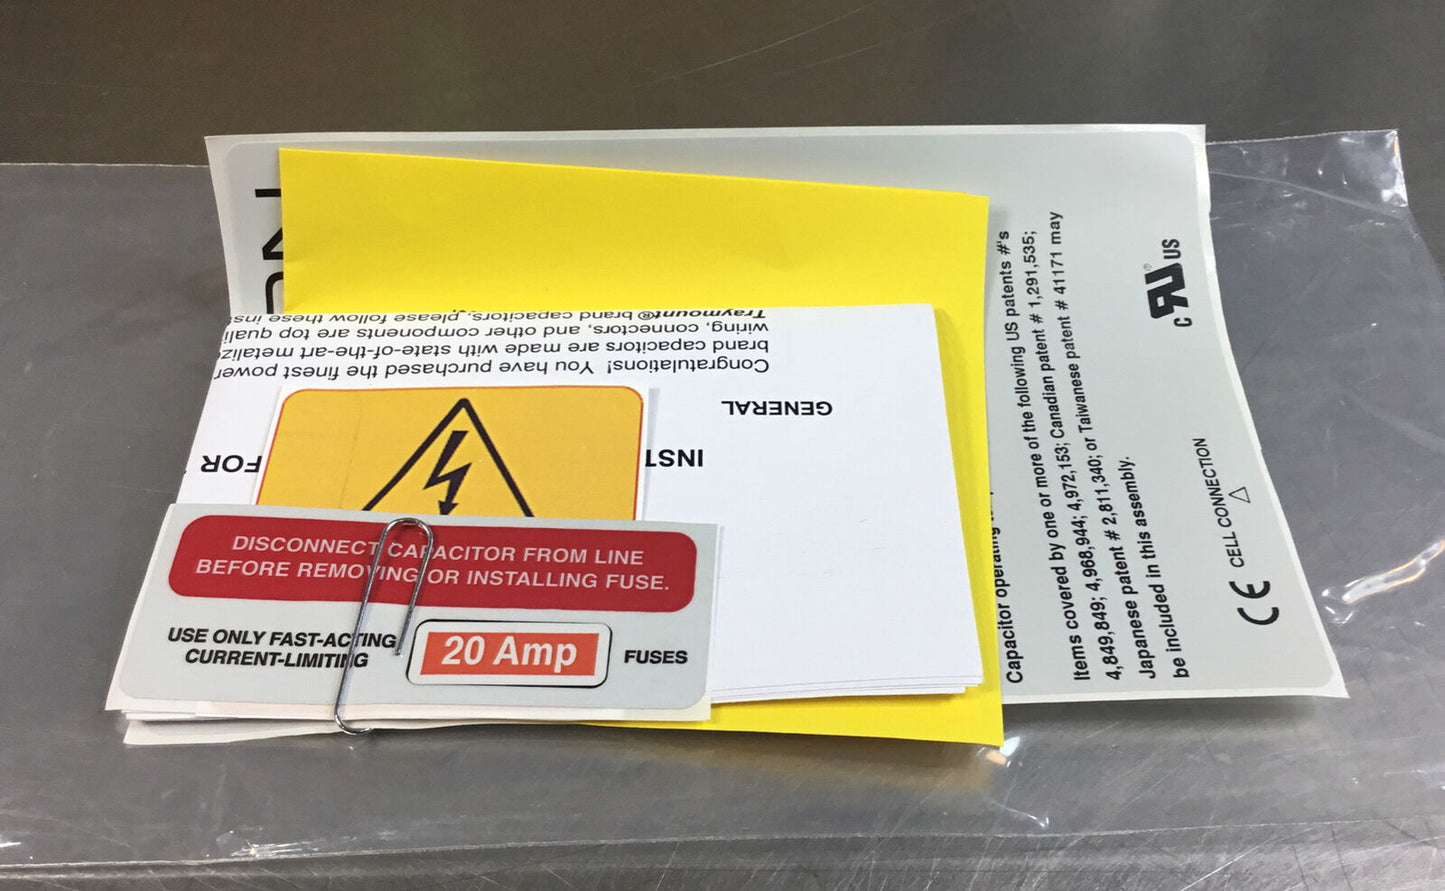 DISCONNECT CAPACITOR FROM LINE
BEFORE REMOVING OR INSTALLING FUSE.
USE ONLY FAST-ACTING
CURRENT-LIMITING
20 Amp
FUSES
FOR
INST
GENERAL
Congratulations! You have purchased the finest power
brand capacitors are made with state-of-the-art metalize
wiring, connectors, and other components are top quali
Traymount® brand capacitors, please follow these inst
Capacitor operating
Items covered by one or more of the following US patents #'s
4,849,849; 4,968,944; 4,972,153; Canadian patent # 1,291,535;
Japanese patent # 2,811,340; or Taiwanese patent # 41171 may
be included in this assembly.
CE
CELL CONNECTION
C UR® US